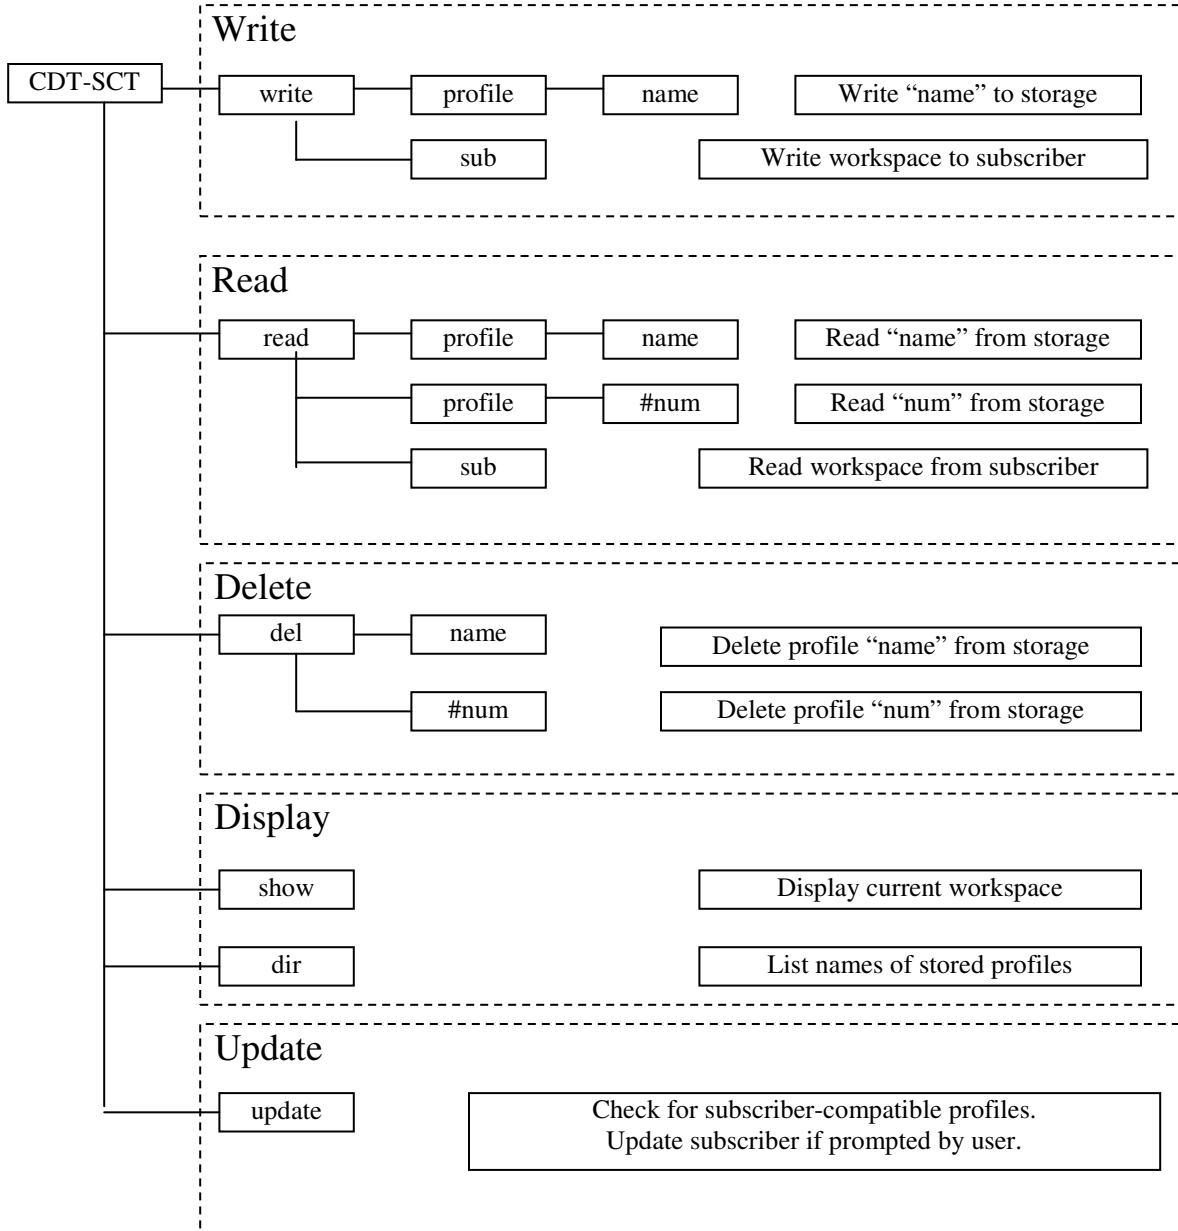 Write
CDT-SCT
write profile name Write “name” to storage
sub Write workspace to subscriber
Read
read profile name Read “name” from storage
profile #num Read “num” from storage
sub Read workspace from subscriber
Delete
del name Delete profile “name” from storage
#num Delete profile “num” from storage
Display
show Display current workspace
dir List names of stored profiles
Update
update Check for subscriber-compatible profiles.
Update subscriber if prompted by user.